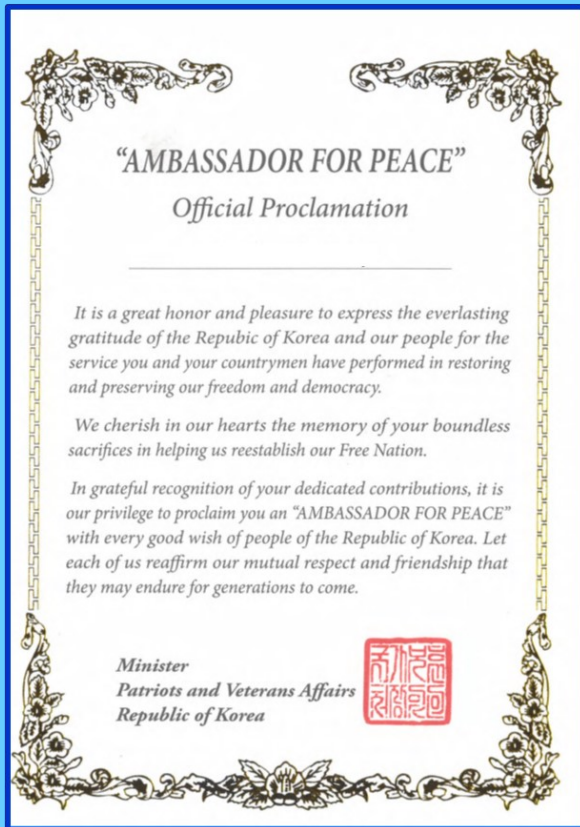 “AMBASSADOR FOR PEACE”
Official Proclamation
It is a great honor and pleasure to express the everlasting
gratitude of the Repubic of Korea and our people for the
service you and your countrymen have performed in restoring
and preserving our freedom and democracy.
We cherish in our hearts the memory of your boundless
sacrifices in helping us reestablish our Free Nation.
In grateful recognition of your dedicated contributions, it is
our privilege to proclaim you an “AMBASSADOR FOR PEACE”
with every good wish of people of the Republic of Korea. Let
each of us reaffirm our mutual respect and friendship that
they may endure for generations to come.
Minister
Patriots and Veterans Affairs
Republic of Korea